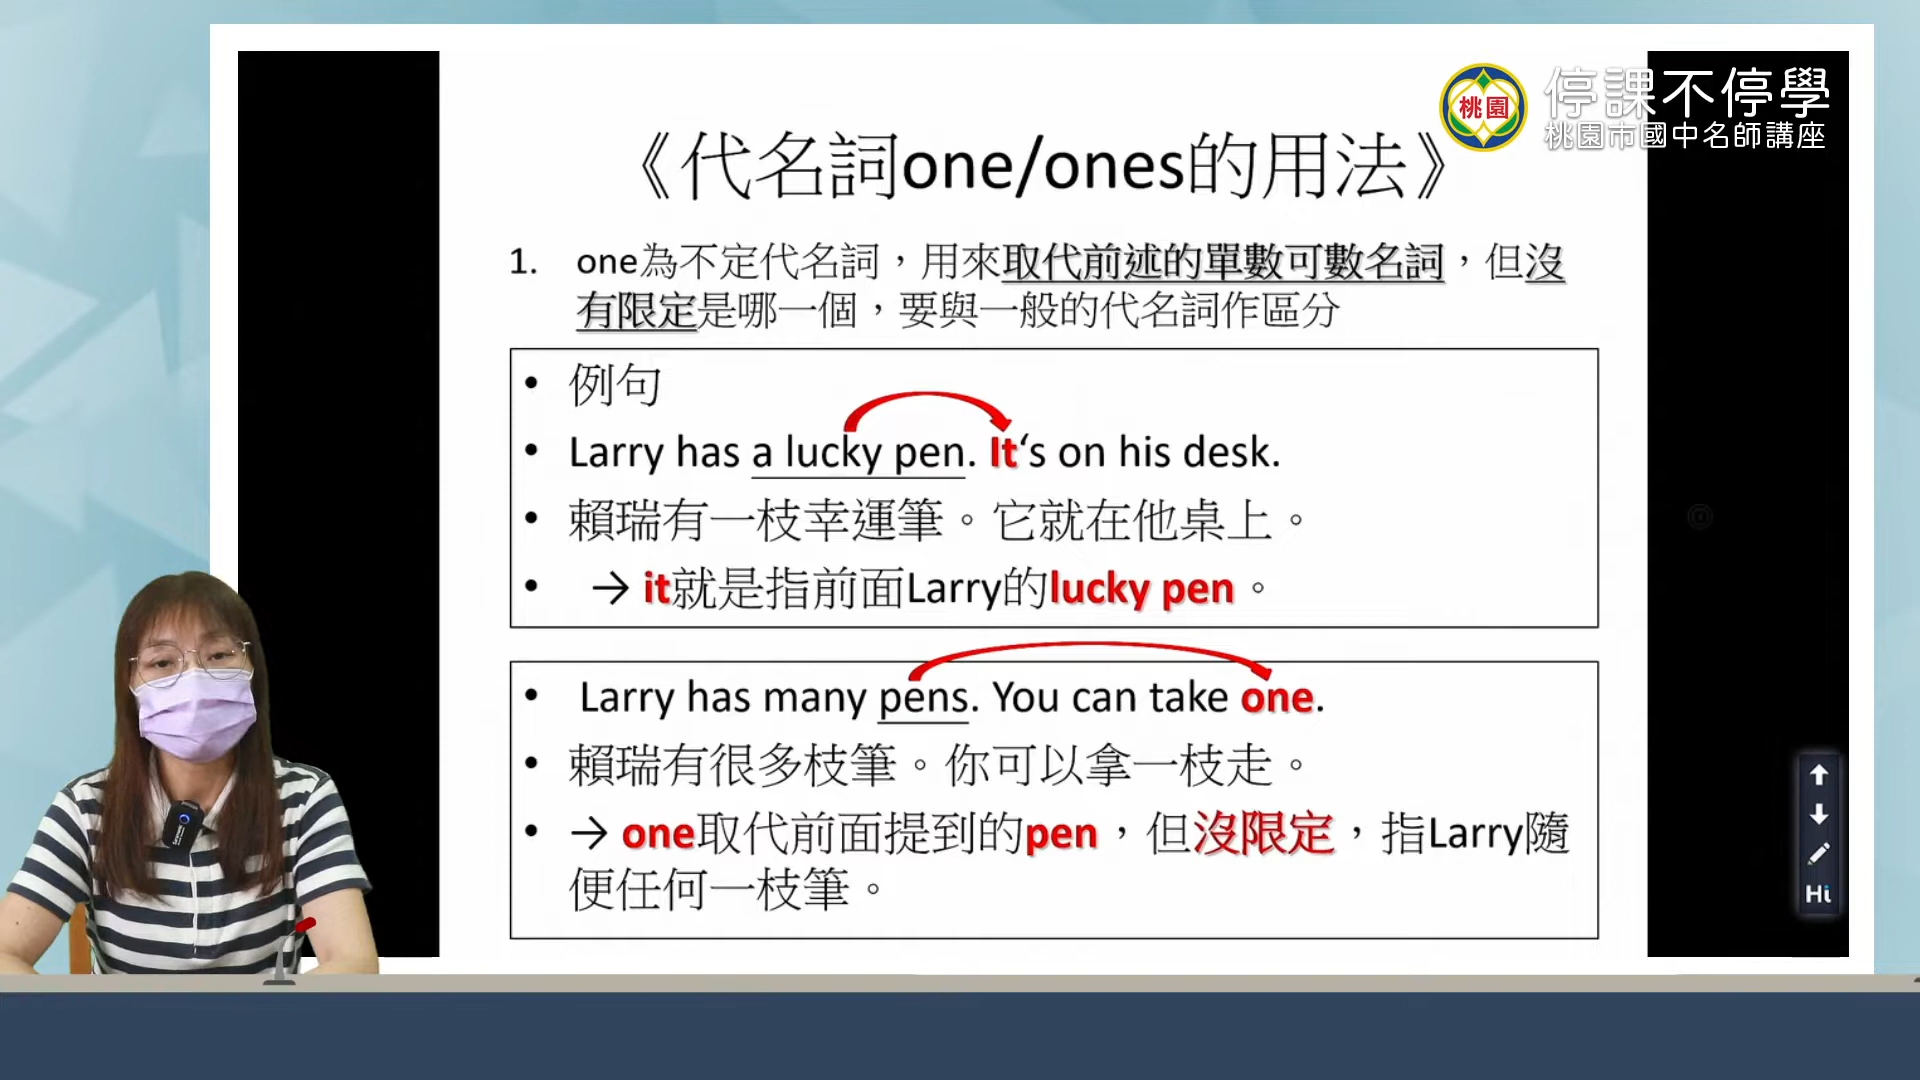 桃園
停課不停學
桃園市國中名師講座
《代名詞one/ones的用法》
1. one為不定代名詞，用來取代前述的單數可數名詞，但沒
有限定是哪一個，要與一般的代名詞作區分
• 例句
• Larry has a lucky pen. It‘s on his desk.
• 賴瑞有一枝幸運筆。它就在他桌上。
• → it就是指前面Larry的lucky pen。
• Larry has many pens. You can take one.
• 賴瑞有很多枝筆。你可以拿一枝走。
• → one取代前面提到的pen，但沒限定，指Larry隨
便任何一枝筆。
Hi